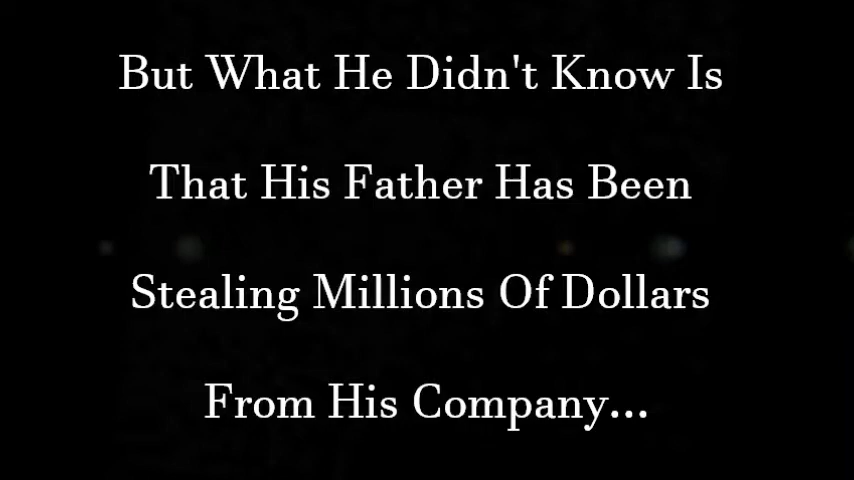 But What He Didn't Know Is
That His Father Has Been
Stealing Millions Of Dollars
From His Company...